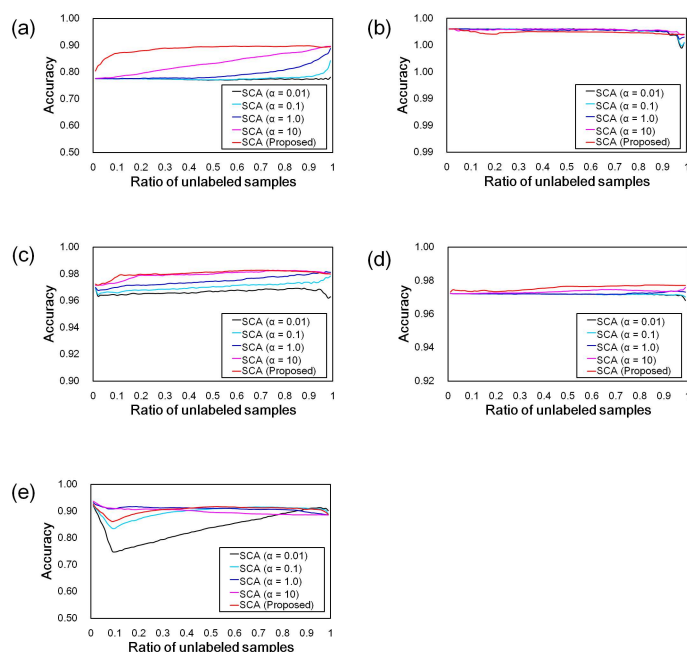 (a)
1.00
0.90
0.80
0.70
0.60
0.50
Accuracy
0 0.1 0.2 0.3 0.4 0.5 0.6 0.7 0.8 0.9 1
Ratio of unlabeled samples
SCA (α = 0.01)
SCA (α = 0.1)
SCA (α = 1.0)
SCA (α = 10)
SCA (Proposed)
(b)
1.00
1.00
1.00
0.99
0.99
0.99
Accuracy
0 0.1 0.2 0.3 0.4 0.5 0.6 0.7 0.8 0.9 1
Ratio of unlabeled samples
SCA (α = 0.01)
SCA (α = 0.1)
SCA (α = 1.0)
SCA (α = 10)
SCA (Proposed)
(c)
1.00
0.98
0.96
0.94
0.92
0.90
Accuracy
0 0.1 0.2 0.3 0.4 0.5 0.6 0.7 0.8 0.9 1
Ratio of unlabeled samples
SCA (α = 0.01)
SCA (α = 0.1)
SCA (α = 1.0)
SCA (α = 10)
SCA (Proposed)
(d)
1.00
0.98
0.96
0.94
0.92
Accuracy
0 0.1 0.2 0.3 0.4 0.5 0.6 0.7 0.8 0.9 1
Ratio of unlabeled samples
SCA (α = 0.01)
SCA (α = 0.1)
SCA (α = 1.0)
SCA (α = 10)
SCA (Proposed)
(e)
1.00
0.90
0.80
0.70
0.60
0.50
Accuracy
0 0.1 0.2 0.3 0.4 0.5 0.6 0.7 0.8 0.9 1
Ratio of unlabeled samples
SCA (α = 0.01)
SCA (α = 0.1)
SCA (α = 1.0)
SCA (α = 10)
SCA (Proposed)